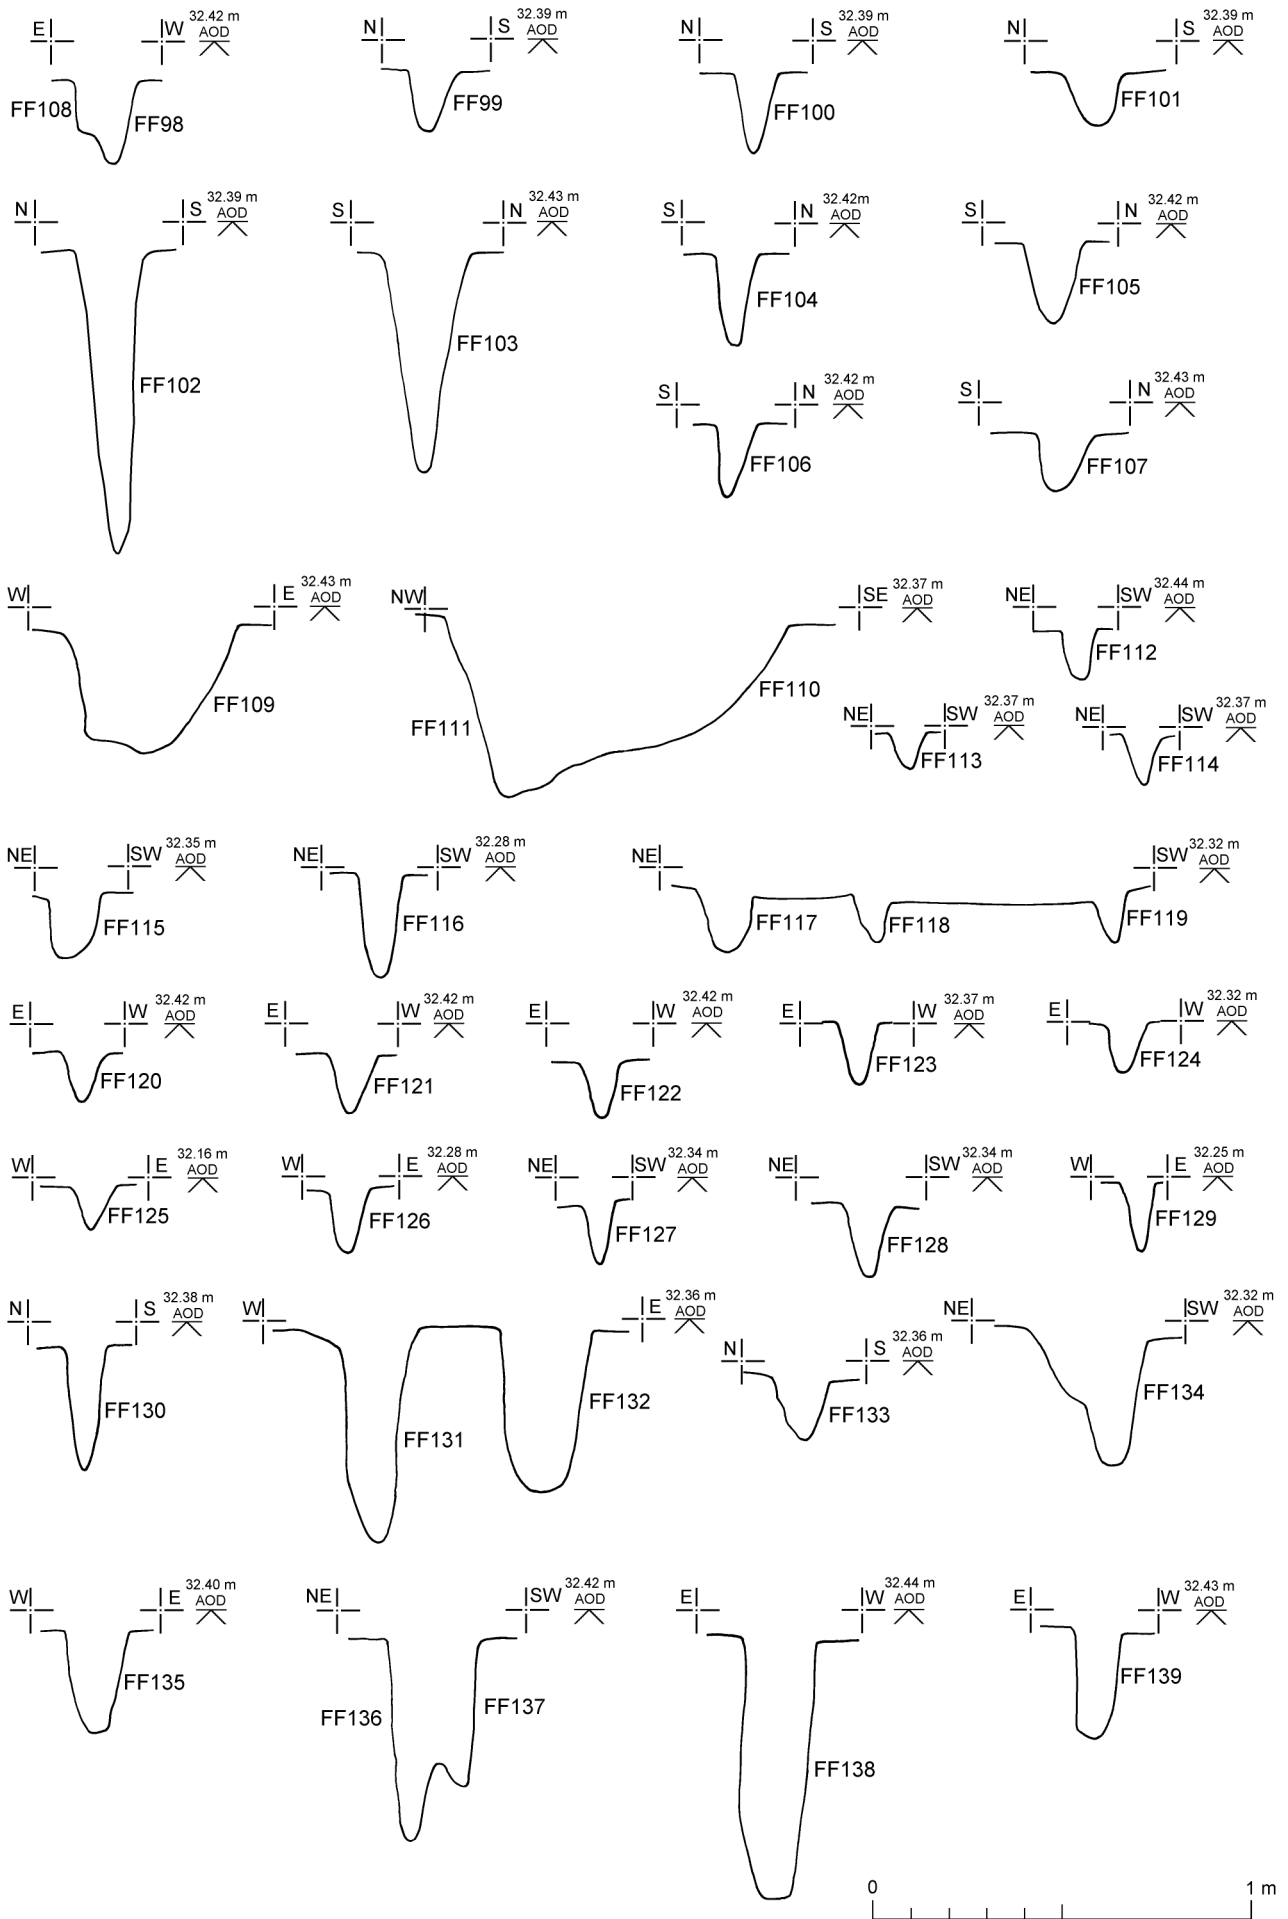 E W 32.42 m AOD
FF108 FF98
N S 32.39 m AOD
FF99
N S 32.39 m AOD
FF100
N S 32.39 m AOD
FF101
N S 32.39 m AOD
FF102
S N 32.43 m AOD
FF103
S N 32.42m AOD
FF104
S N 32.42 m AOD
FF105
S N 32.42 m AOD
FF106
S N 32.43 m AOD
FF107
W E 32.43 m AOD
FF109
NW SE 32.37 m AOD
FF111 FF110
NE SW 32.44 m AOD
FF112
NE SW 32.37 m AOD
FF113
NE SW 32.37 m AOD
FF114
NE SW 32.35 m AOD
FF115
NE SW 32.28 m AOD
FF116
NE SW 32.32 m AOD
FF117 FF118 FF119
E W 32.42 m AOD
FF120
E W 32.42 m AOD
FF121
E W 32.42 m AOD
FF122
E W 32.37 m AOD
FF123
E W 32.32 m AOD
FF124
W E 32.16 m AOD
FF125
W E 32.28 m AOD
FF126
NE SW 32.34 m AOD
FF127
NE SW 32.34 m AOD
FF128
W E 32.25 m AOD
FF129
N S 32.38 m AOD
FF130
W E 32.36 m AOD
FF131 FF132
N S 32.36 m AOD
FF133
NE SW 32.32 m AOD
FF134
W E 32.40 m AOD
FF135
NE SW 32.42 m AOD
FF136 FF137
E W 32.44 m AOD
FF138
E W 32.43 m AOD
FF139
0 1 m